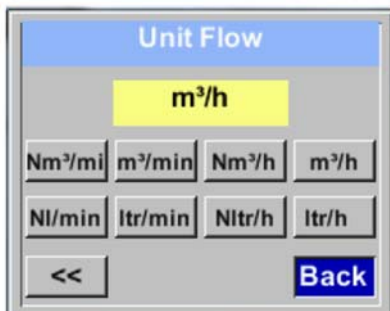 Unit Flow
m³/h
Nm³/mi m³/min Nm³/h m³/h
Nl/min ltr/min Nltr/h ltr/h
<< Back